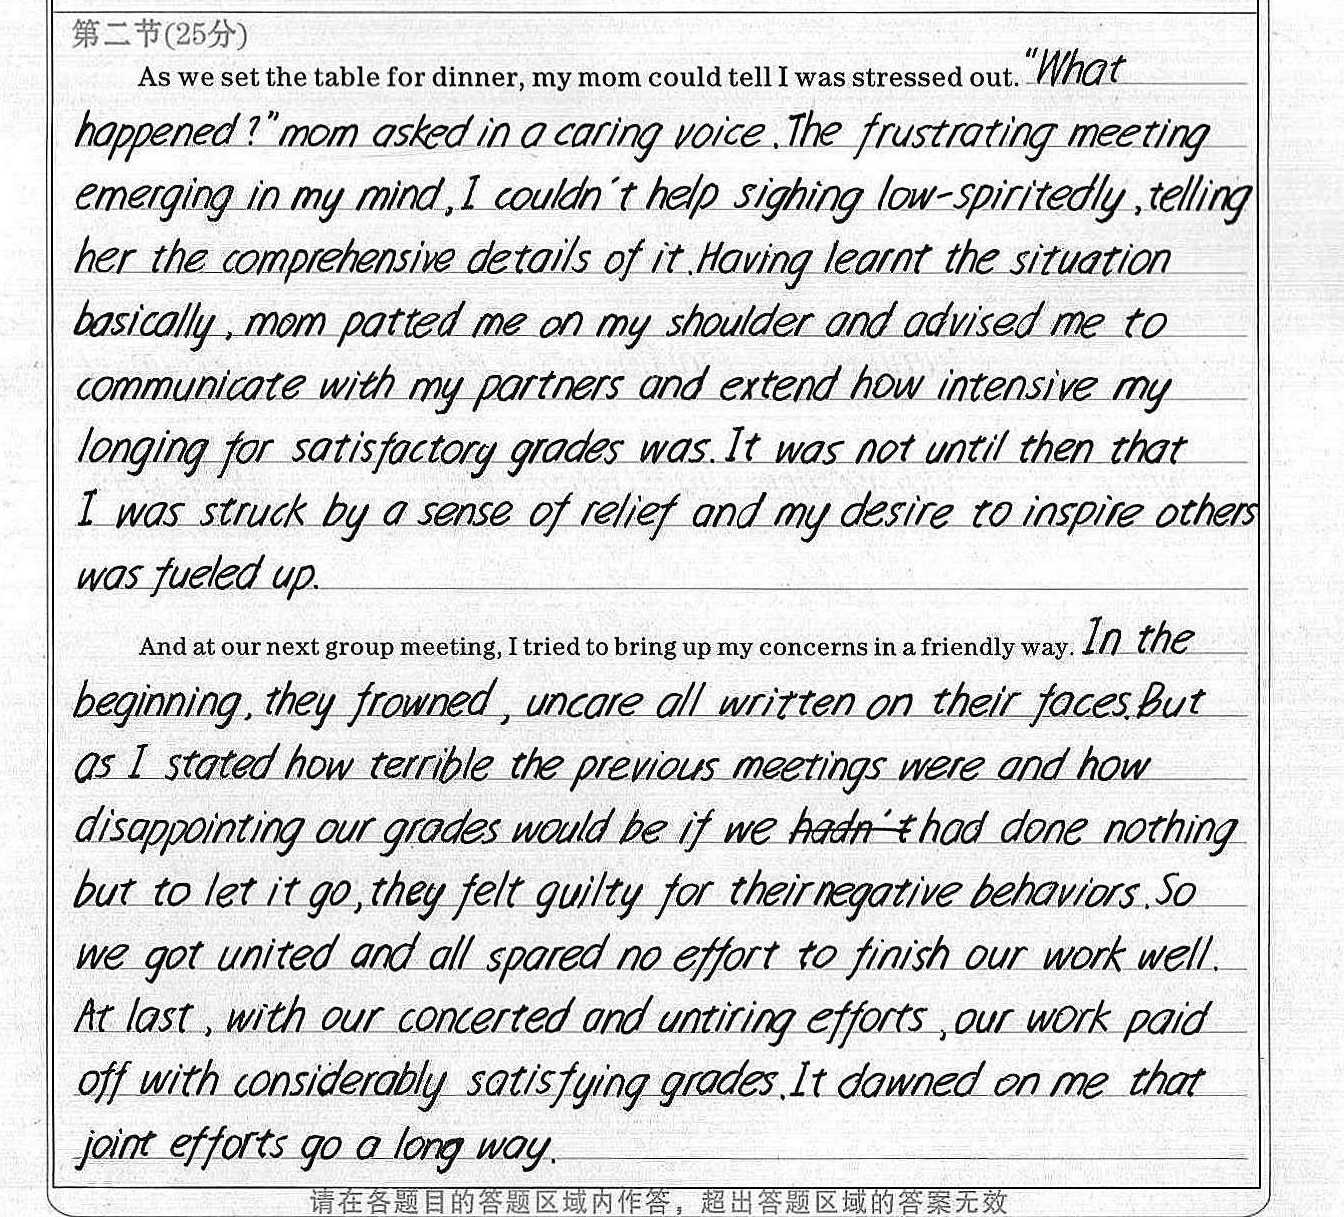 第二节(25分)
As we set the table for dinner, my mom could tell I was stressed out. "What
happened?" mom asked in a caring voice. The frustrating meeting
emerging in my mind, I couldn't help sighing low-spiritedly, telling
her the comprehensive details of it. Having learnt the situation
basically, mom patted me on my shoulder and advised me to
communicate with my partners and extend how intensive my
longing for satisfactory grades was. It was not until then that
I was struck by a sense of relief and my desire to inspire others
was fueled up.
And at our next group meeting, I tried to bring up my concerns in a friendly way. In the
beginning, they frowned, uncare all written on their faces. But
as I stated how terrible the previous meetings were and how
disappointing our grades would be if we hadn't had done nothing
but to let it go, they felt guilty for their negative behaviors. So
we got united and all spared no effort to finish our work well.
At last, with our concerted and untiring efforts, our work paid
off with considerably satisfying grades. It dawned on me that
joint efforts go a long way.
请在各题目的答题区域内作答，超出答题区域的答案无效